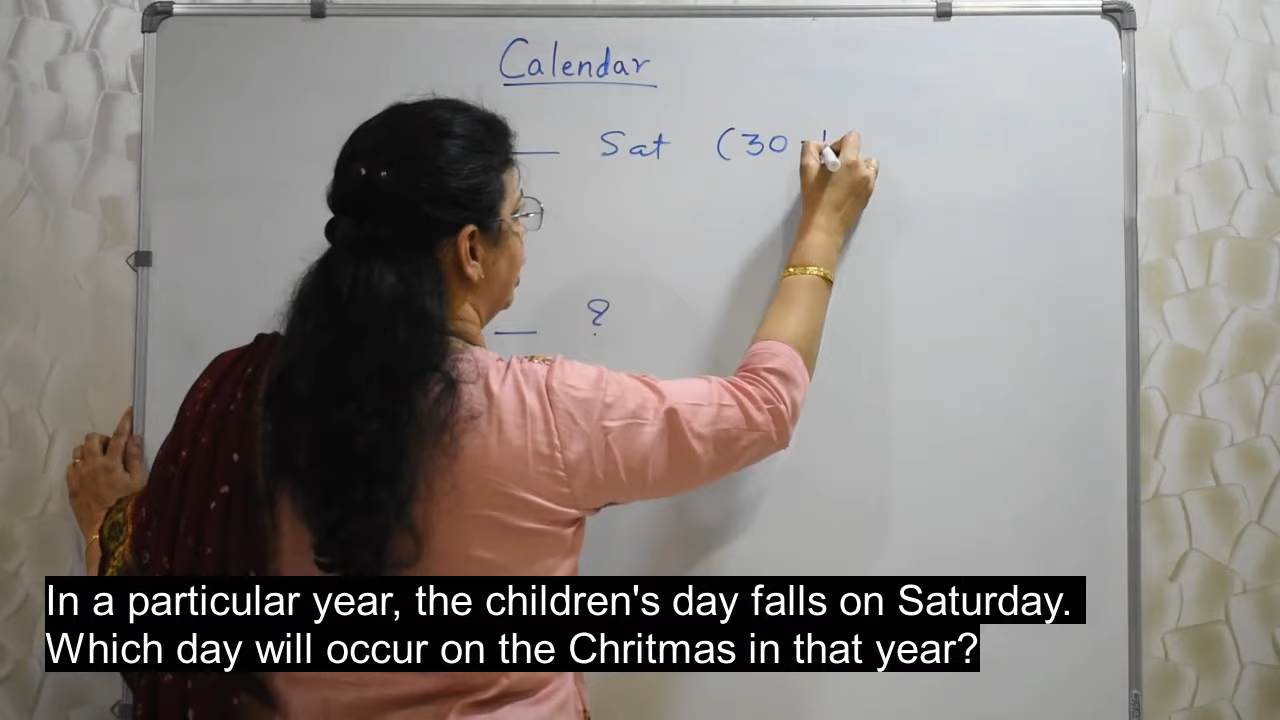 Calendar
Sat (30
?
In a particular year, the children's day falls on Saturday.
Which day will occur on the Chritmas in that year?